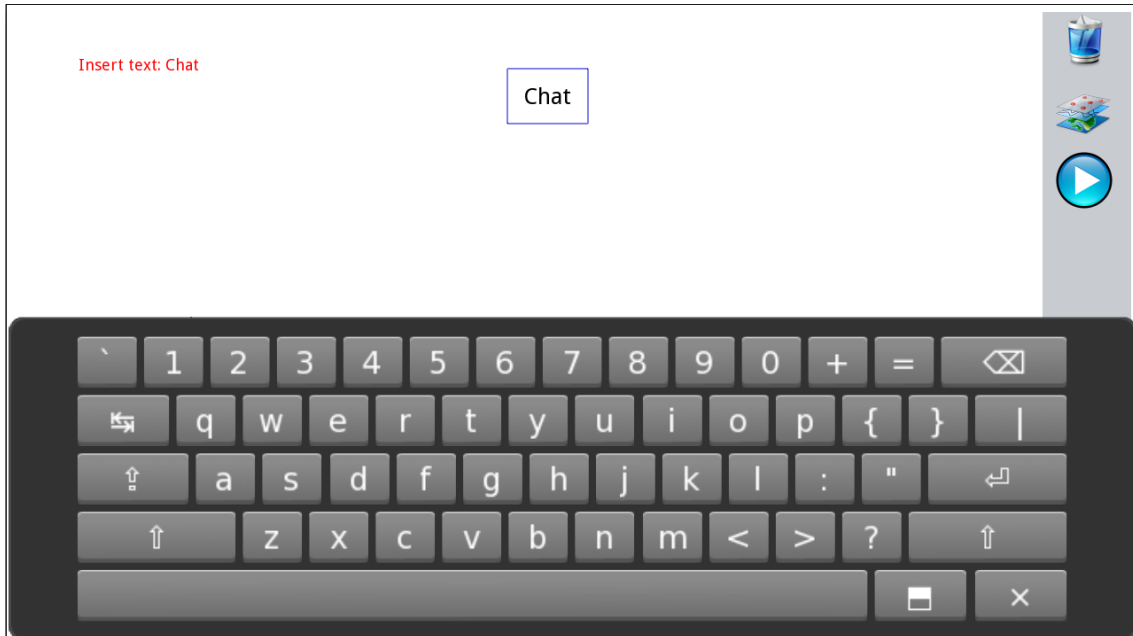 Insert text: Chat
Chat
` 1 2 3 4 5 6 7 8 9 0 + = ⌫
↹ q w e r t y u i o p { } |
⇪ a s d f g h j k l : " ⏎
⇧ z x c v b n m < > ? ⇧
⬒ ×